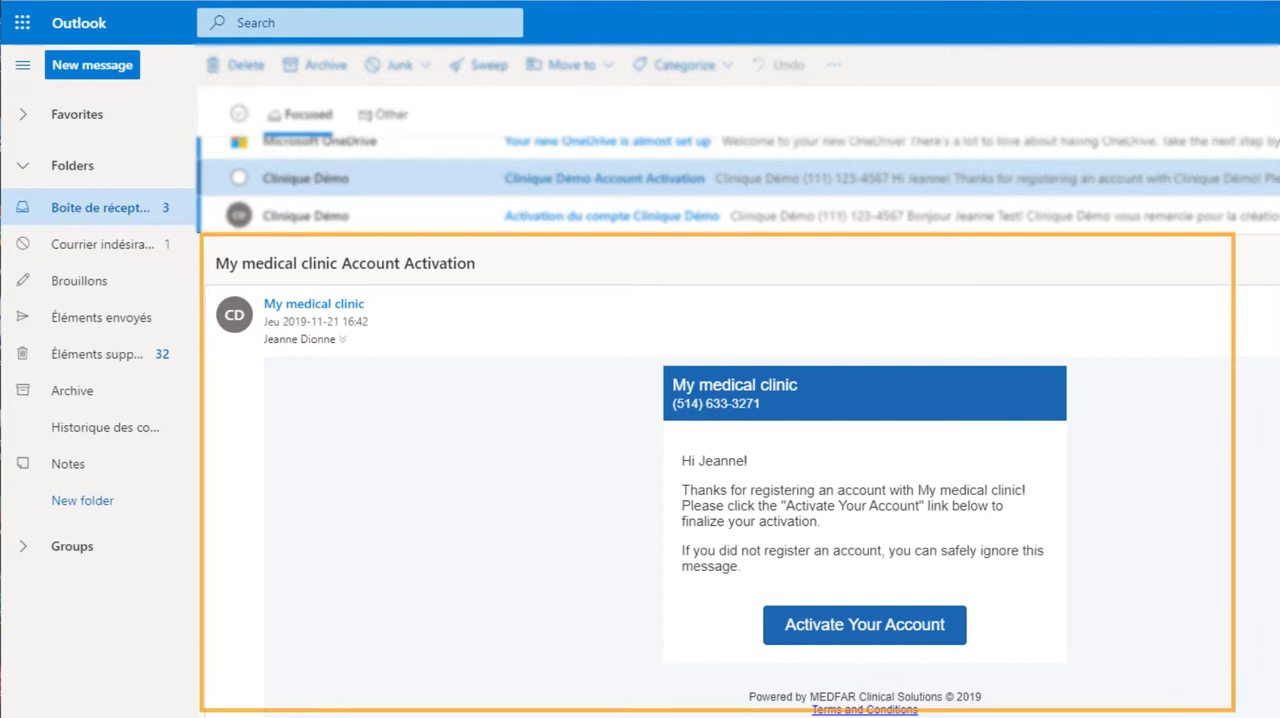 Outlook
Search
New message
Delete
Archive
Junk
Sweep
Move to
Categorize
Undo
Favorites
Focused
Other
Microsoft OneDrive
Your new OneDrive is almost set up
Welcome to your new OneDrive! There's a lot to love about having OneDrive. Take the next step by
Folders
Clinique Démo
Clinique Démo Account Activation
Clinique Démo (111) 123-4567 Hi Jeanne! Thanks for registering an account with Clinique Démo!
Boîte de récept... 3
CD
Clinique Démo
Activation du compte Clinique Démo
Clinique Démo (111) 123-4567 Bonjour Jeanne Test! Clinique Démo vous remercie pour la
Courrier indésira... 1
My medical clinic Account Activation
Brouillons
CD
My medical clinic
Jeu 2019-11-21 16:42
Jeanne Dionne
Éléments envoyés
Éléments supp... 32
Archive
Historique des co...
Notes
New folder
Groups
My medical clinic
(514) 633-3271
Hi Jeanne!
Thanks for registering an account with My medical clinic!
Please click the "Activate Your Account" link below to
finalize your activation.
If you did not register an account, you can safely ignore this
message.
Activate Your Account
Powered by MEDFAR Clinical Solutions © 2019
Terms and Conditions